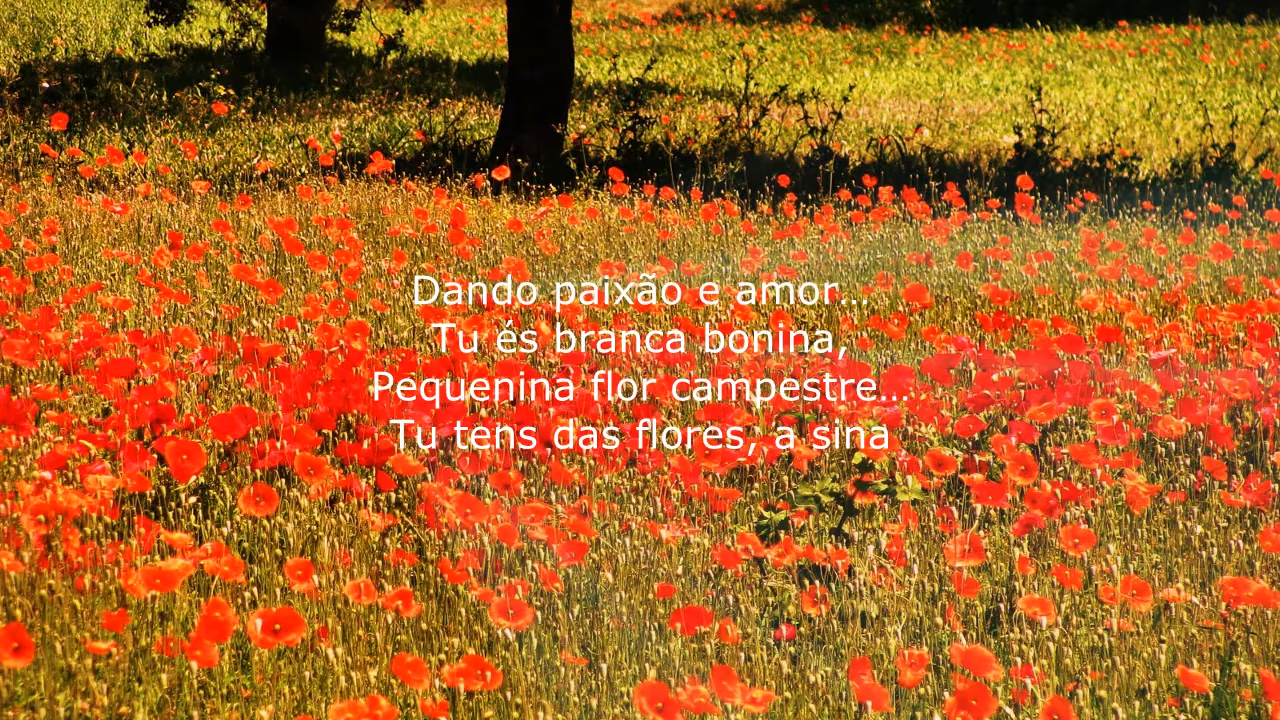 Dando paixão e amor...
Tu és branca bonina,
Pequenina flor campestre...
Tu tens das flores, a sina